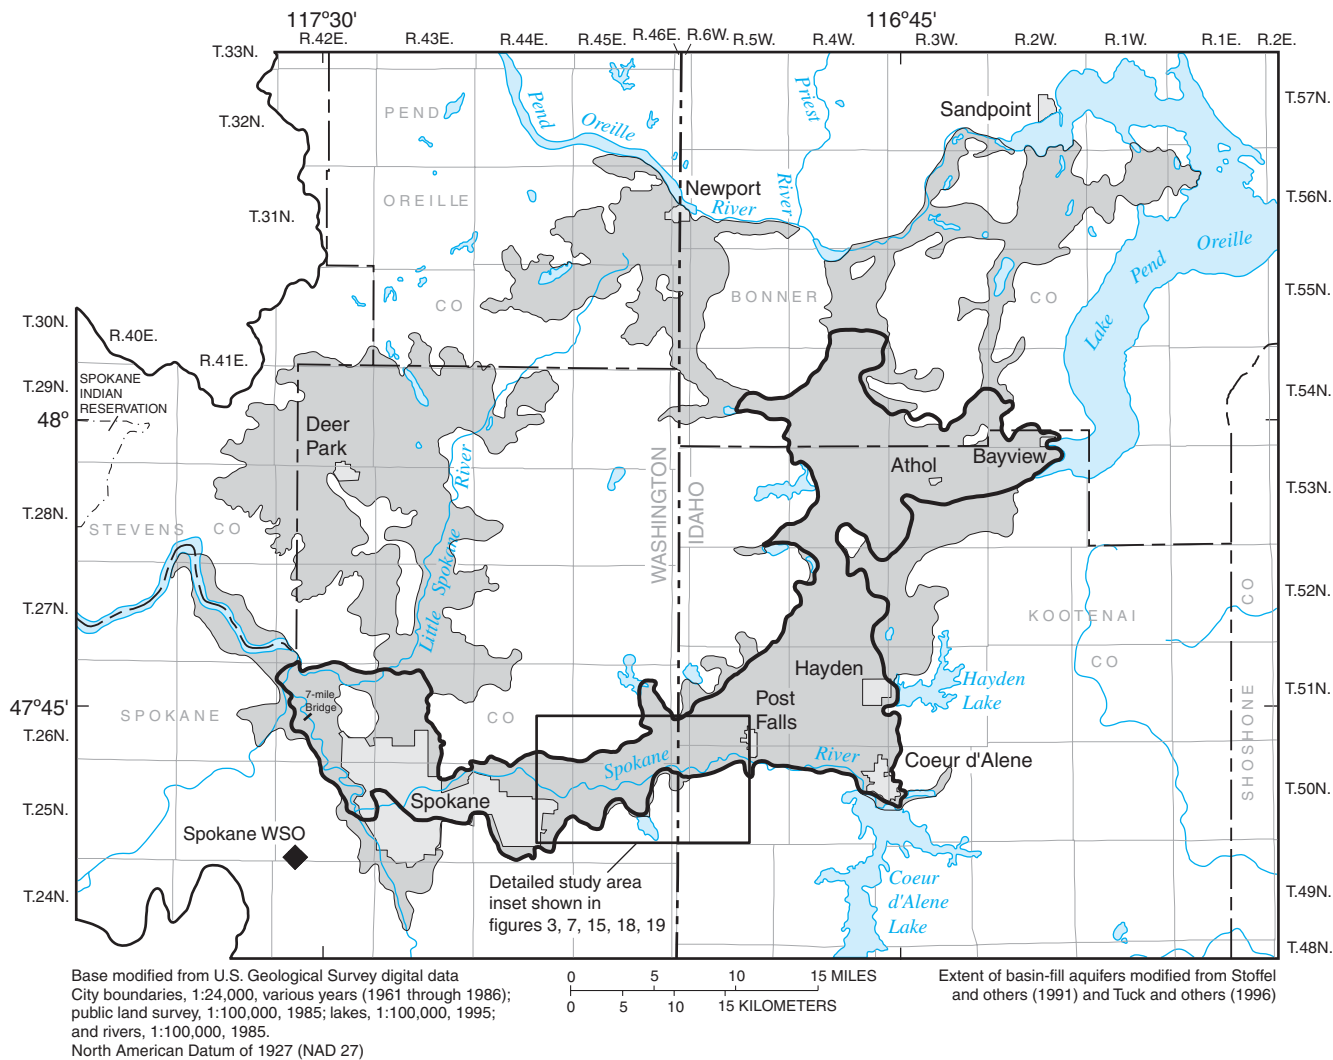 117°30'
116°45'
R.42E.
R.43E.
R.44E.
R.45E.
R.46E.
R.6W.
R.5W.
R.4W.
R.3W.
R.2W.
R.1W.
R.1E.
R.2E.
T.33N.
T.32N.
T.31N.
T.30N.
R.40E.
R.41E.
T.29N.
48°
T.28N.
T.27N.
47°45'
T.26N.
T.25N.
T.24N.
T.57N.
T.56N.
T.55N.
T.54N.
T.53N.
T.52N.
T.51N.
T.50N.
T.49N.
T.48N.
PEND
OREILLE
CO
Pend
Oreille
River
Priest
River
Sandpoint
Newport
BONNER
CO
Lake
Pend
Oreille
SPOKANE
INDIAN
RESERVATION
Deer
Park
STEVENS
CO
Little
Spokane
River
WASHINGTON
IDAHO
Athol
Bayview
KOOTENAI
CO
SHOSHONE
CO
Hayden
Hayden
Lake
Post
Falls
7-mile
Bridge
SPOKANE
CO
Spokane
River
Coeur d'Alene
Spokane
Spokane WSO
Coeur
d'Alene
Lake
Detailed study area
inset shown in
figures 3, 7, 15, 18, 19
Base modified from U.S. Geological Survey digital data
City boundaries, 1:24,000, various years (1961 through 1986);
public land survey, 1:100,000, 1985; lakes, 1:100,000, 1995;
and rivers, 1:100,000, 1985.
North American Datum of 1927 (NAD 27)
0 5 10 15 MILES
0 5 10 15 KILOMETERS
Extent of basin-fill aquifers modified from Stoffel
and others (1991) and Tuck and others (1996)